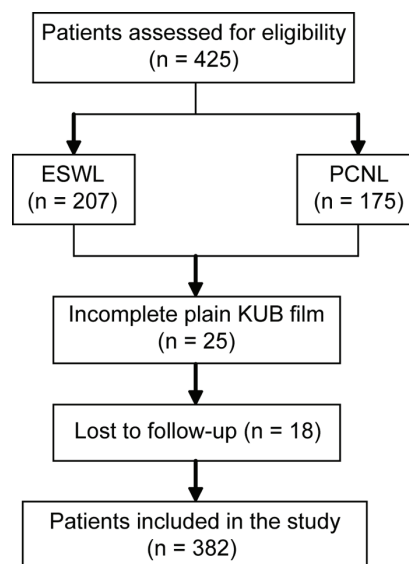 Patients assessed for eligibility
(n = 425)
ESWL
(n = 207)
PCNL
(n = 175)
Incomplete plain KUB film
(n = 25)
Lost to follow-up (n = 18)
Patients included in the study
(n = 382)